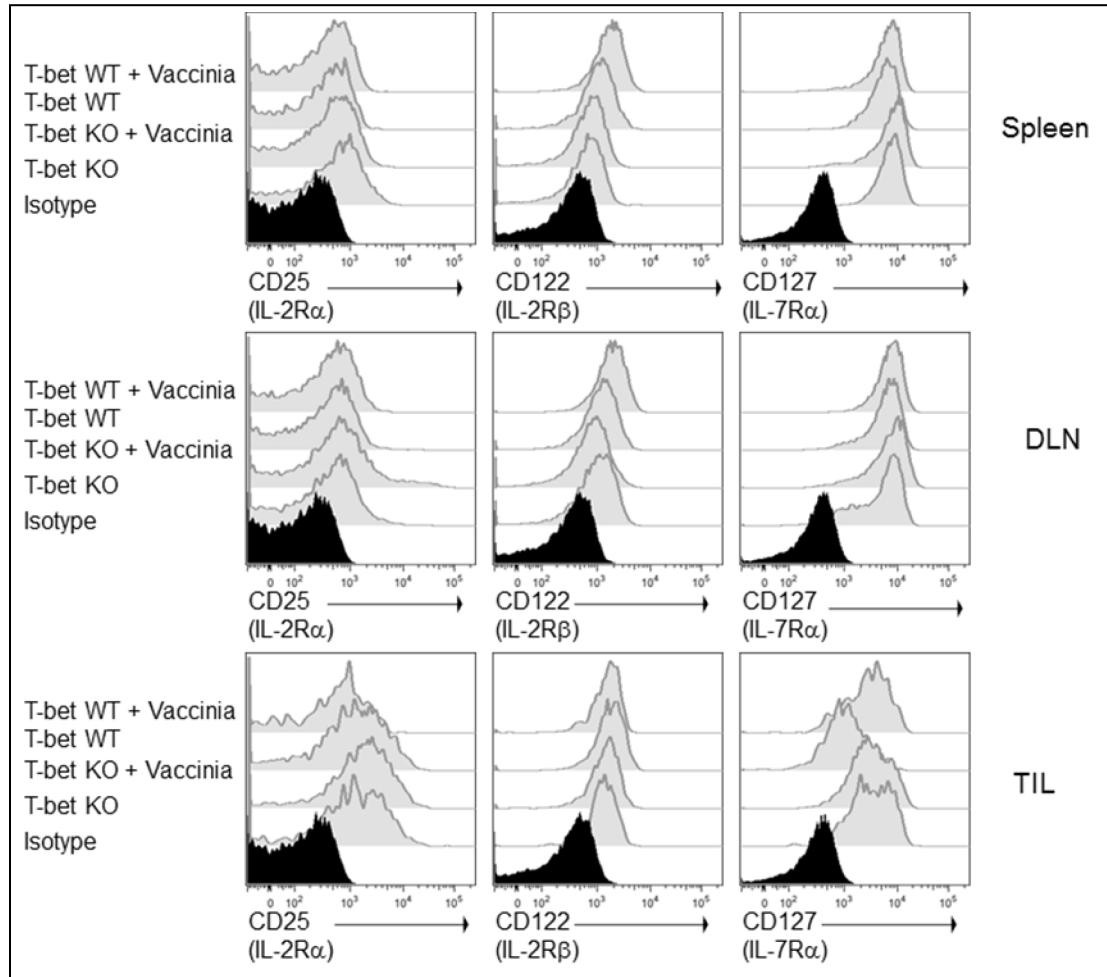 T-bet WT + Vaccinia
T-bet WT
T-bet KO + Vaccinia
T-bet KO
Isotype
Spleen
0 10² 10³ 10⁴ 10⁵
0 10² 10³ 10⁴ 10⁵
0 10² 10³ 10⁴ 10⁵
CD25
(IL-2Rα)
CD122
(IL-2Rβ)
CD127
(IL-7Rα)
T-bet WT + Vaccinia
T-bet WT
T-bet KO + Vaccinia
T-bet KO
Isotype
DLN
0 10² 10³ 10⁴ 10⁵
0 10² 10³ 10⁴ 10⁵
0 10² 10³ 10⁴ 10⁵
CD25
(IL-2Rα)
CD122
(IL-2Rβ)
CD127
(IL-7Rα)
T-bet WT + Vaccinia
T-bet WT
T-bet KO + Vaccinia
T-bet KO
Isotype
TIL
0 10² 10³ 10⁴ 10⁵
0 10² 10³ 10⁴ 10⁵
0 10² 10³ 10⁴ 10⁵
CD25
(IL-2Rα)
CD122
(IL-2Rβ)
CD127
(IL-7Rα)